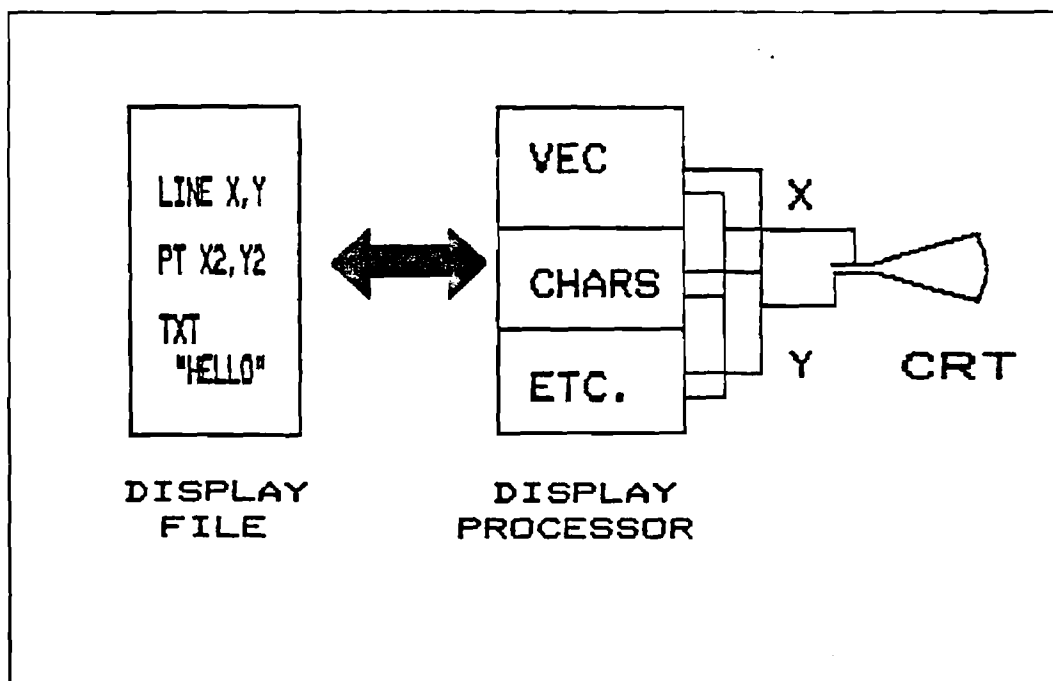 LINE X,Y
PT X2,Y2
TXT
"HELLO"
DISPLAY
FILE
VEC
CHARS
ETC.
DISPLAY
PROCESSOR
X
Y
CRT